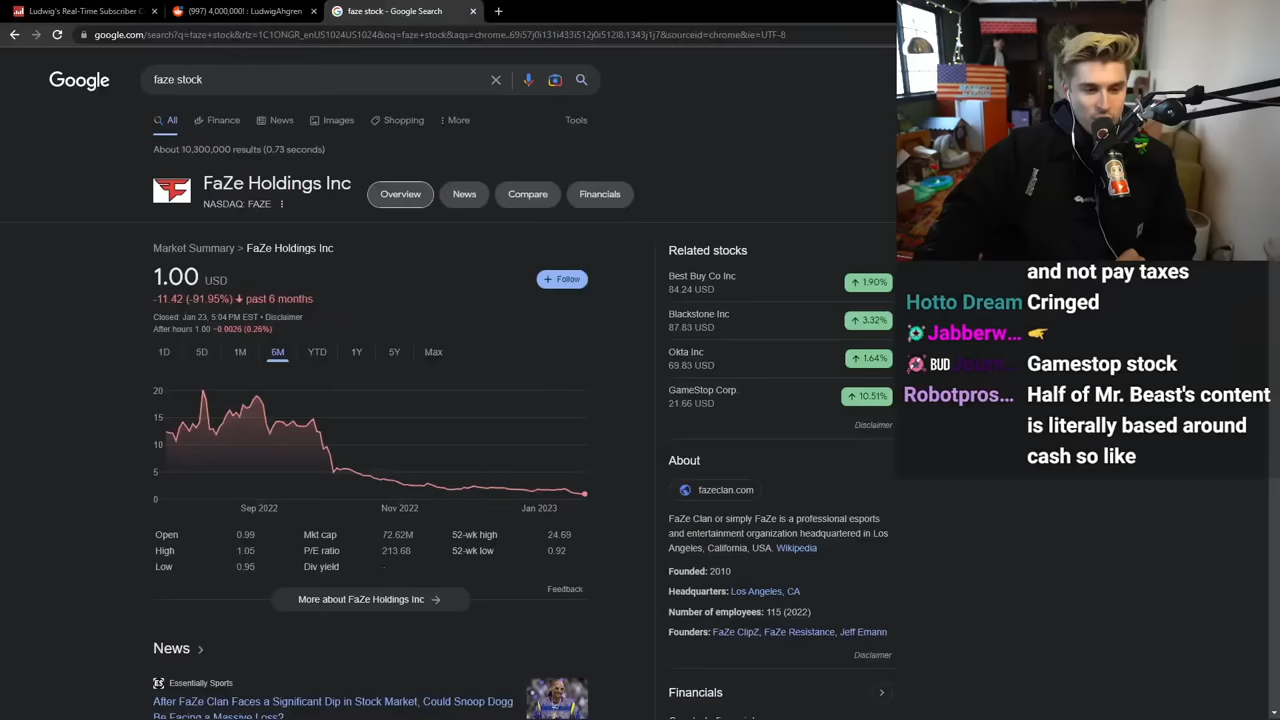 Ludwig's Real-Time Subscriber C
(997) 4,000,000! : LudwigAhgren
faze stock - Google Search
Google
faze stock
All
Finance
News
Images
Shopping
More
Tools
About 10,300,000 results (0.73 seconds)
FaZe Holdings Inc
NASDAQ: FAZE
Overview
News
Compare
Financials
Market Summary > FaZe Holdings Inc
1.00 USD
+ Follow
-11.42 (-91.95%) ↓ past 6 months
Closed: Jan 23, 5:04 PM EST • Disclaimer
After hours 1.00 −0.0026 (0.26%)
1D 5D 1M 6M YTD 1Y 5Y Max
20
15
10
5
0
Sep 2022 Nov 2022 Jan 2023
Open 0.99 Mkt cap 72.62M 52-wk high 24.69
High 1.05 P/E ratio 213.68 52-wk low 0.92
Low 0.95 Div yield -
Feedback
More about FaZe Holdings Inc →
News >
Essentially Sports
After FaZe Clan Faces a Significant Dip in Stock Market, Could Snoop Dogg
Be Facing a Massive Loss?
Related stocks
Best Buy Co Inc
84.24 USD
↑ 1.90%
Blackstone Inc
87.83 USD
↑ 3.32%
Okta Inc
69.83 USD
↑ 1.64%
GameStop Corp.
21.66 USD
↑ 10.51%
Disclaimer
About
fazeclan.com
FaZe Clan or simply FaZe is a professional esports
and entertainment organization headquartered in Los
Angeles, California, USA. Wikipedia
Founded: 2010
Headquarters: Los Angeles, CA
Number of employees: 115 (2022)
Founders: FaZe ClipZ, FaZe Resistance, Jeff Emann
Disclaimer
Financials
and not pay taxes
Hotto Dream Cringed
Jabberw...
BUD Gamestop stock
Robotpros... Half of Mr. Beast's content
is literally based around
cash so like